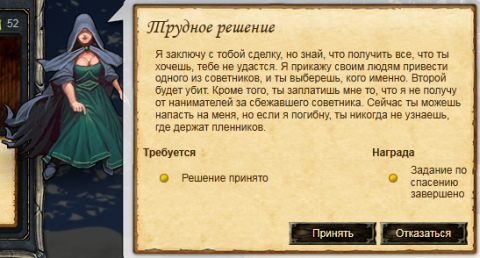 52
Трудное решение
Я заключу с тобой сделку, но знай, что получить все, что ты
хочешь, тебе не удастся. Я прикажу своим людям привести
одного из советников, и ты выберешь, кого именно. Второй
будет убит. Кроме того, ты заплатишь мне то, что я не получу
от нанимателей за сбежавшего советника. Сейчас ты можешь
напасть на меня, но если я погибну, ты никогда не узнаешь,
где держат пленников.
Требуется
Награда
Решение принято
Задание по
спасению
завершено
Принять
Отказаться